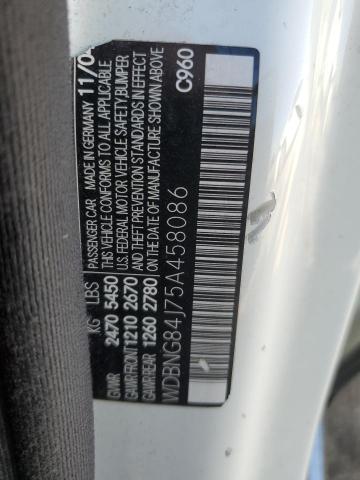 PASSENGER CAR MADE IN GERMANY 11/04
THIS VEHICLE CONFORMS TO ALL APPLICABLE
U.S. FEDERAL MOTOR VEHICLE SAFETY BUMPER
AND THEFT PREVENTION STANDARDS IN EFFECT
ON THE DATE OF MANUFACTURE SHOWN ABOVE
C960
KG LBS
GVWR 2470 5450
GAWR FRONT 1210 2670
GAWR REAR 1260 2780
WDBNG84J75A458086